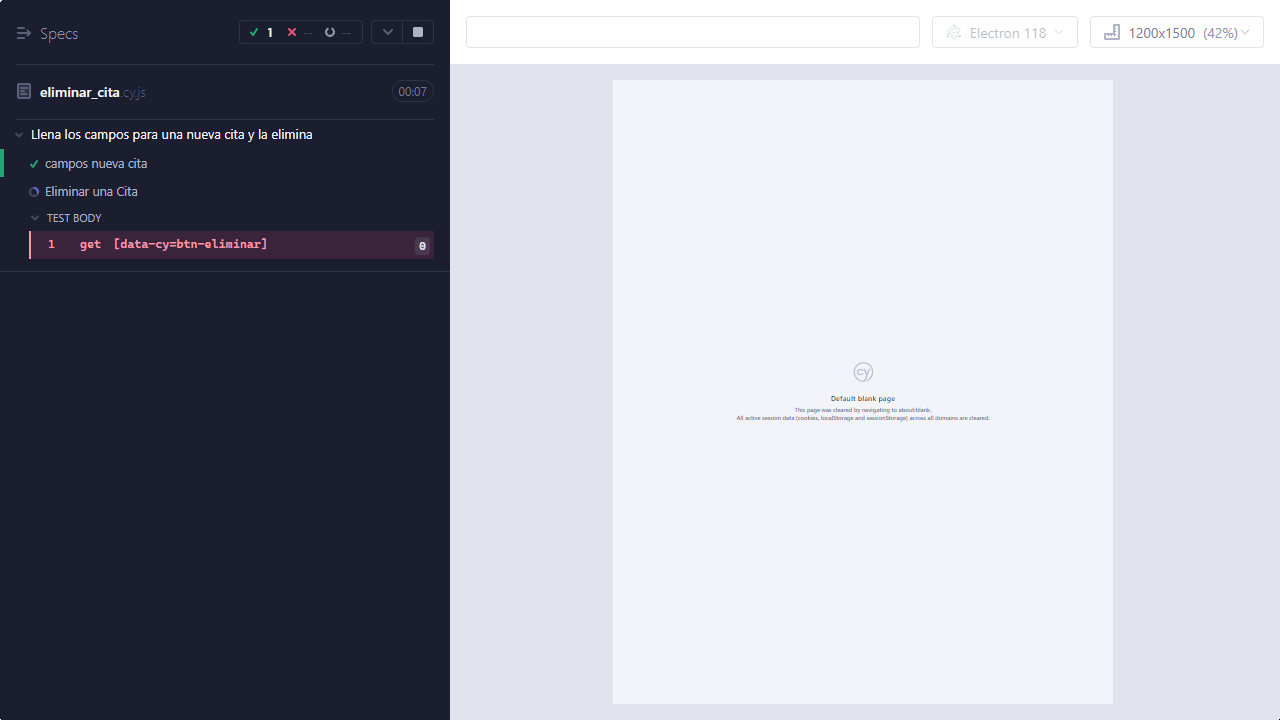 Specs
1 -- --
eliminar_cita.cy.js 00:07
Llena los campos para una nueva cita y la elimina
campos nueva cita
Eliminar una Cita
TEST BODY
1 get [data-cy=btn-eliminar] 0
Electron 118
1200x1500 (42%)
cy
Default blank page
This page was cleared by navigating to about:blank.
All active session data (cookies, localStorage and sessionStorage) across all domains are cleared.